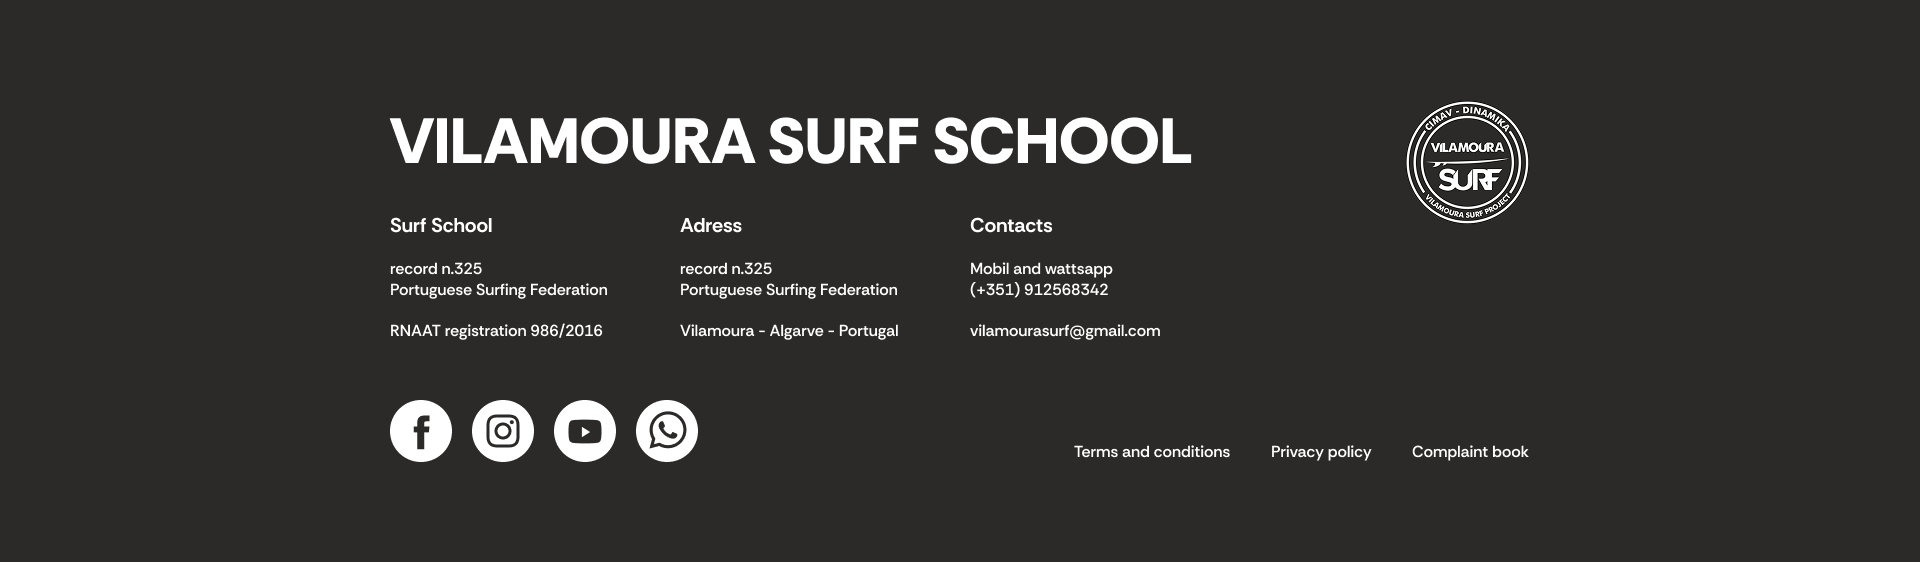 VILAMOURA SURF SCHOOL
CIMAV - DINAMIKA
VILAMOURA
SURF
VILAMOURA SURF PROJECT
Surf School
record n.325
Portuguese Surfing Federation
RNAAT registration 986/2016
Adress
record n.325
Portuguese Surfing Federation
Vilamoura - Algarve - Portugal
Contacts
Mobil and wattsapp
(+351) 912568342
vilamourasurf@gmail.com
Terms and conditions
Privacy policy
Complaint book